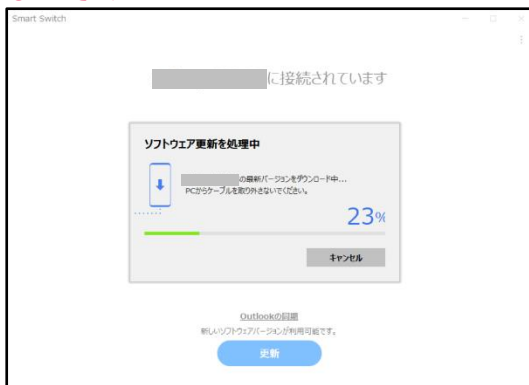 Smart Switch
に接続されています
ソフトウェア更新を処理中
の最新バージョンをダウンロード中...
PCからケーブルを取り外さないでください。
23%
キャンセル
Outlookの同期
新しいソフトウェアバージョンが利用可能です。
更新